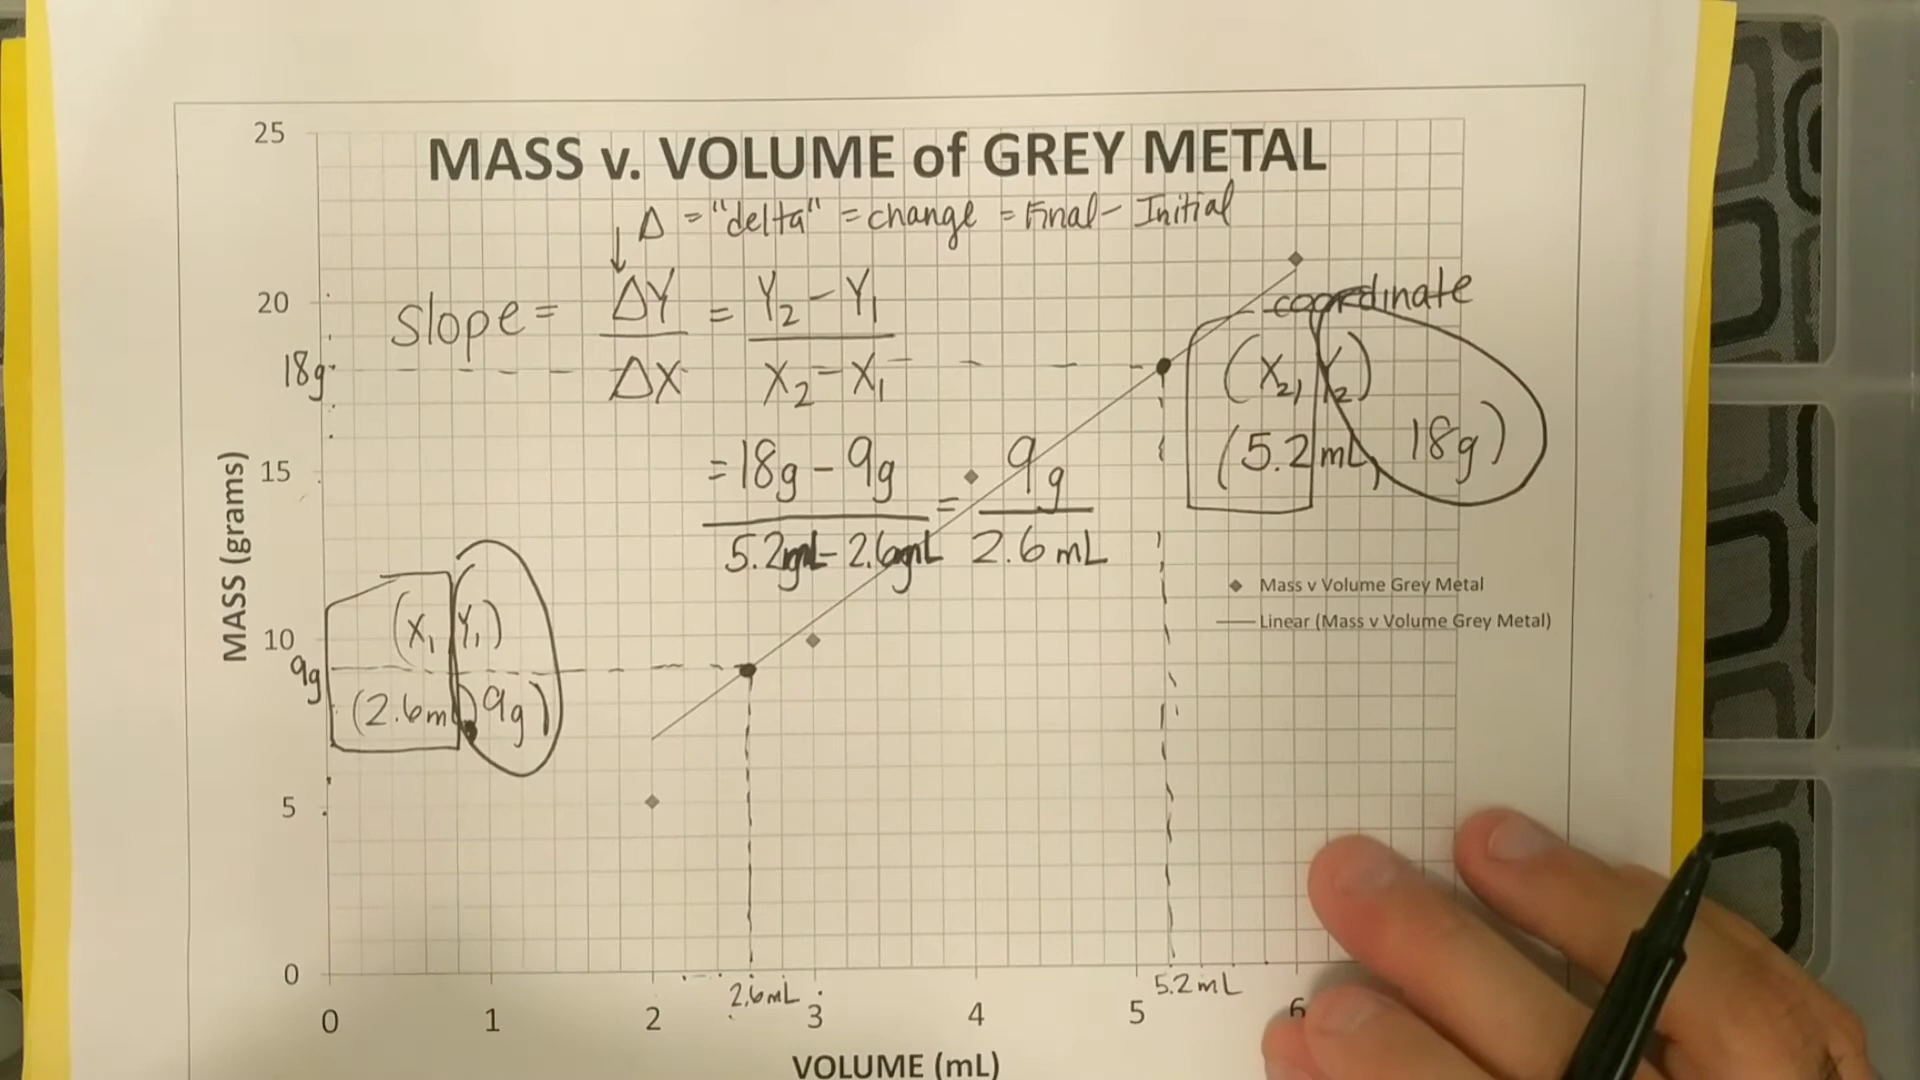 25
MASS v. VOLUME of GREY METAL
Δ = "delta" = change = Final - Initial
20
Slope = ΔY / ΔX = Y₂-Y₁ / X₂-X₁
coordinate
18g
(X₂, Y₂)
(5.2mL, 18g)
= 18g - 9g / 5.2mL - 2.6mL = 9g / 2.6 mL
15
MASS (grams)
Mass v Volume Grey Metal
Linear (Mass v Volume Grey Metal)
10
(X₁, Y₁)
9g
(2.6mL, 9g)
5
0
2.6mL
5.2mL
0 1 2 3 4 5 6
VOLUME (mL)